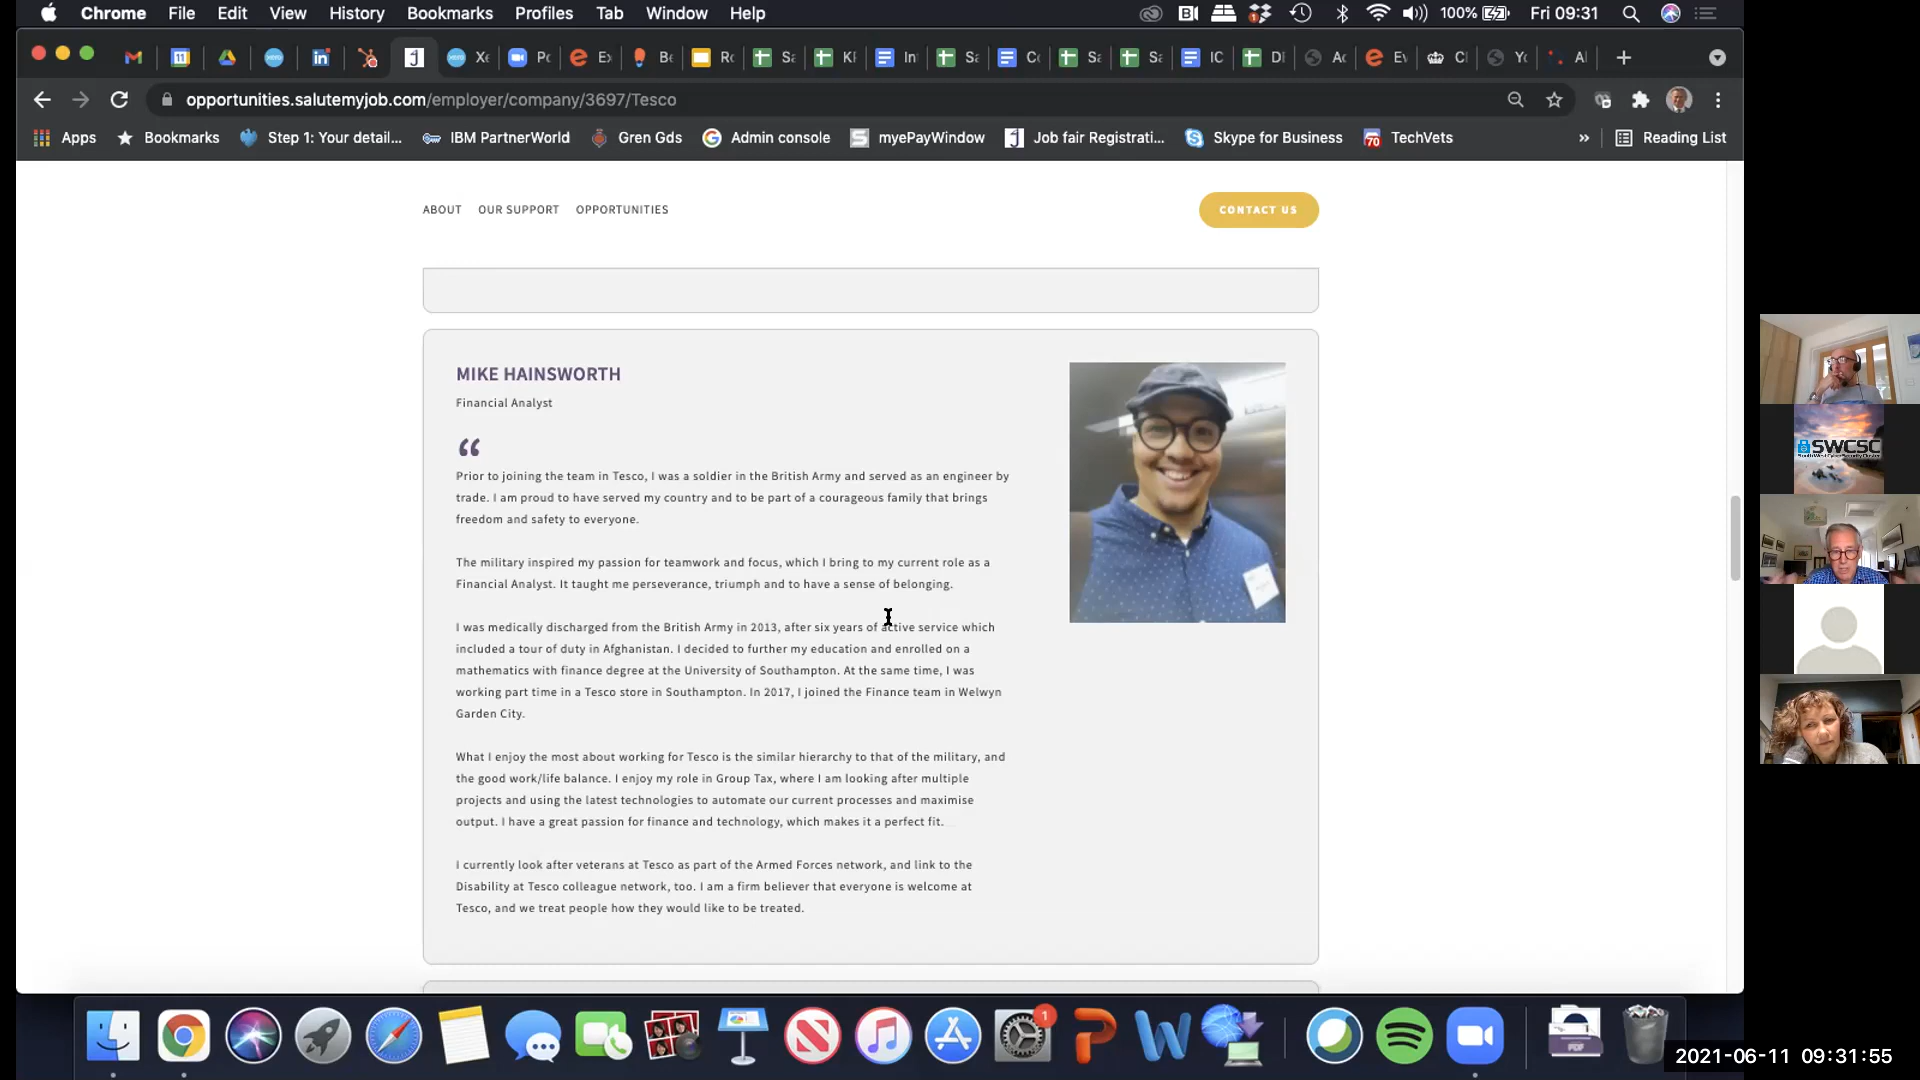 Chrome File Edit View History Bookmarks Profiles Tab Window Help 100% Fri 09:31
opportunities.salutemyjob.com/employer/company/3697/Tesco
Apps Bookmarks Step 1: Your detail... IBM PartnerWorld Gren Gds Admin console myePayWindow Job fair Registrati... Skype for Business TechVets » Reading List
ABOUT OUR SUPPORT OPPORTUNITIES CONTACT US
MIKE HAINSWORTH
Financial Analyst
“
Prior to joining the team in Tesco, I was a soldier in the British Army and served as an engineer by
trade. I am proud to have served my country and to be part of a courageous family that brings
freedom and safety to everyone.
The military inspired my passion for teamwork and focus, which I bring to my current role as a
Financial Analyst. It taught me perseverance, triumph and to have a sense of belonging.
I was medically discharged from the British Army in 2013, after six years of active service which
included a tour of duty in Afghanistan. I decided to further my education and enrolled on a
mathematics with finance degree at the University of Southampton. At the same time, I was
working part time in a Tesco store in Southampton. In 2017, I joined the Finance team in Welwyn
Garden City.
What I enjoy the most about working for Tesco is the similar hierarchy to that of the military, and
the good work/life balance. I enjoy my role in Group Tax, where I am looking after multiple
projects and using the latest technologies to automate our current processes and maximise
output. I have a great passion for finance and technology, which makes it a perfect fit.
I currently look after veterans at Tesco as part of the Armed Forces network, and link to the
Disability at Tesco colleague network, too. I am a firm believer that everyone is welcome at
Tesco, and we treat people how they would like to be treated.
SWCSC
2021-06-11 09:31:55